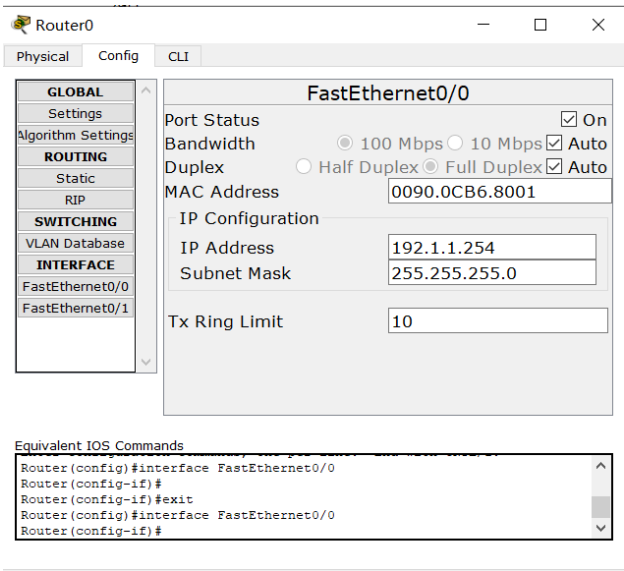 Router0
Physical Config CLI
GLOBAL
Settings
Algorithm Settings
ROUTING
Static
RIP
SWITCHING
VLAN Database
INTERFACE
FastEthernet0/0
FastEthernet0/1
FastEthernet0/0
Port Status On
Bandwidth 100 Mbps 10 Mbps Auto
Duplex Half Duplex Full Duplex Auto
MAC Address 0090.0CB6.8001
IP Configuration
IP Address 192.1.1.254
Subnet Mask 255.255.255.0
Tx Ring Limit 10
Equivalent IOS Commands
Router(config)#interface FastEthernet0/0
Router(config-if)#
Router(config-if)#exit
Router(config)#interface FastEthernet0/0
Router(config-if)#